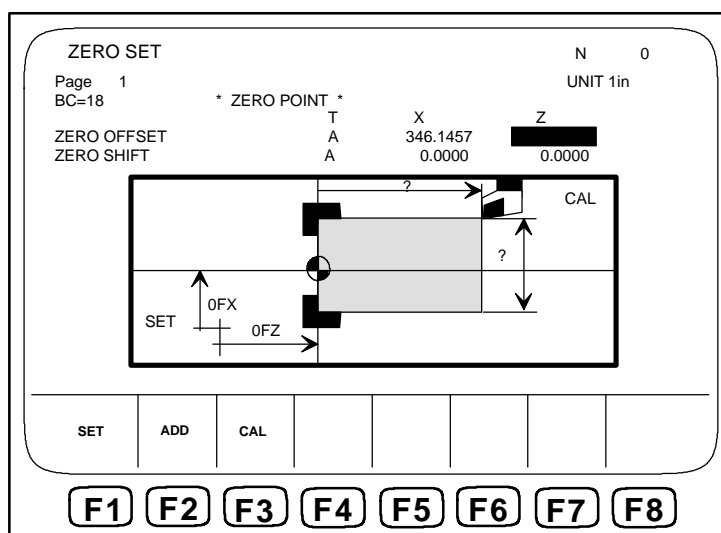 ZERO SET N 0
Page 1 UNIT 1in
BC=18 * ZERO POINT *
T X Z
ZERO OFFSET A 346.1457
ZERO SHIFT A 0.0000 0.0000
?
CAL
?
0FX
SET
0FZ
SET ADD CAL
F1 F2 F3 F4 F5 F6 F7 F8